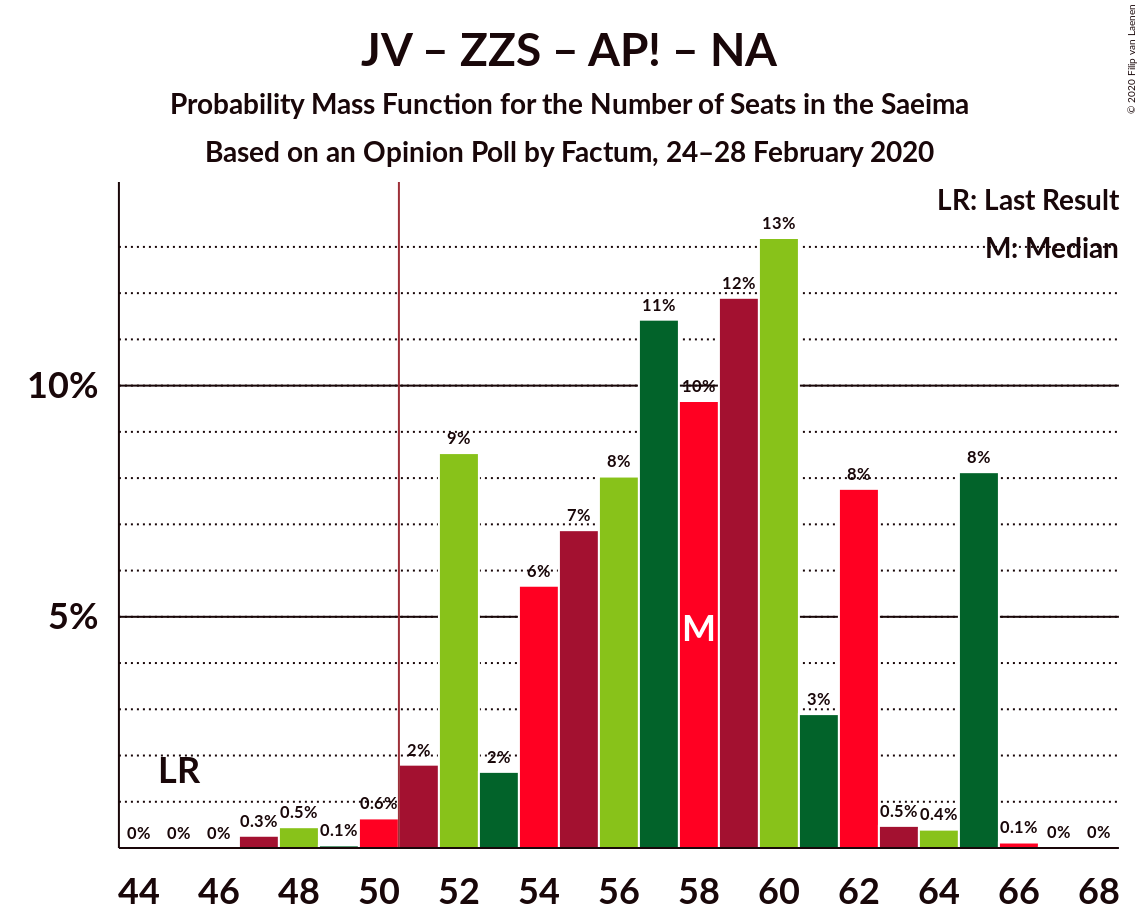 JV – ZZS – AP! – NA
Probability Mass Function for the Number of Seats in the Saeima
Based on an Opinion Poll by Factum, 24–28 February 2020
© 2020 Filip van Laenen
LR: Last Result
M: Median
10%
5%
0% 0% 0% 0.3% 0.5% 0.1% 0.6% 2% 9% 2% 6% 7% 8% 11% 10% 12% 13% 3% 8% 0.5% 0.4% 8% 0.1% 0% 0%
LR
M
44 46 48 50 52 54 56 58 60 62 64 66 68